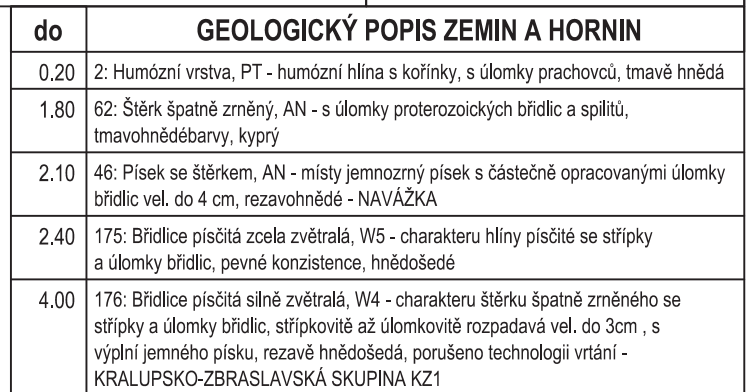 do GEOLOGICKÝ POPIS ZEMIN A HORNIN
0.20 2: Humózní vrstva, PT - humózní hlína s kořínky, s úlomky prachovců, tmavě hnědá
1.80 62: Štěrk špatně zrněný, AN - s úlomky proterozoických břidlic a spilitů,
tmavohnědébarvy, kyprý
2.10 46: Písek se štěrkem, AN - místy jemnozrný písek s částečně opracovanými úlomky
břidlic vel. do 4 cm, rezavohnědé - NAVÁŽKA
2.40 175: Břidlice písčitá zcela zvětralá, W5 - charakteru hlíny písčité se střípky
a úlomky břidlic, pevné konzistence, hnědošedé
4.00 176: Břidlice písčitá silně zvětralá, W4 - charakteru štěrku špatně zrněného se
střípky a úlomky břidlic, střípkovitě až úlomkovitě rozpadavá vel. do 3cm , s
výplní jemného písku, rezavě hnědošedá, porušeno technologii vrtání -
KRALUPSKO-ZBRASLAVSKÁ SKUPINA KZ1